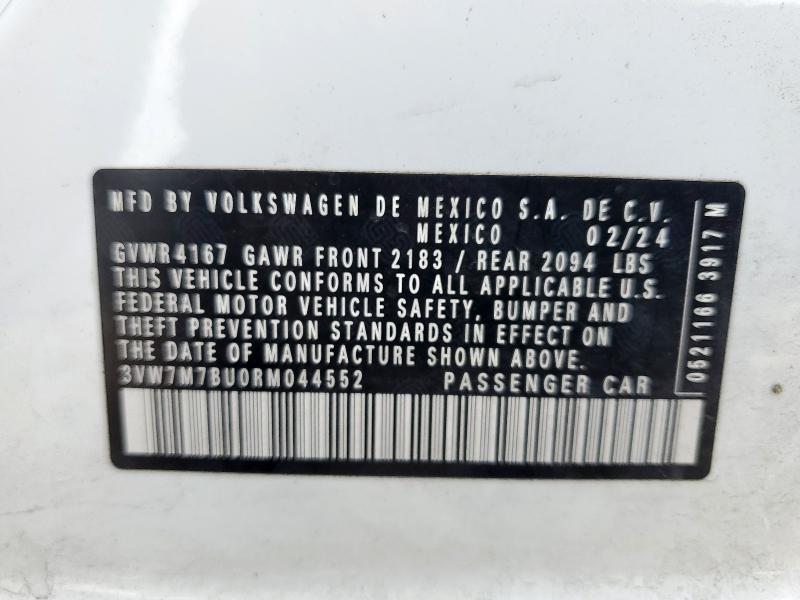 MFD BY VOLKSWAGEN DE MEXICO S.A. DE C.V.
MEXICO 02/24
GVWR 4167 GAWR FRONT 2183 / REAR 2094 LBS
THIS VEHICLE CONFORMS TO ALL APPLICABLE U.S.
FEDERAL MOTOR VEHICLE SAFETY, BUMPER AND
THEFT PREVENTION STANDARDS IN EFFECT ON
THE DATE OF MANUFACTURE SHOWN ABOVE.
3VW7M7BU0RM044552 PASSENGER CAR
0521166 3917 M